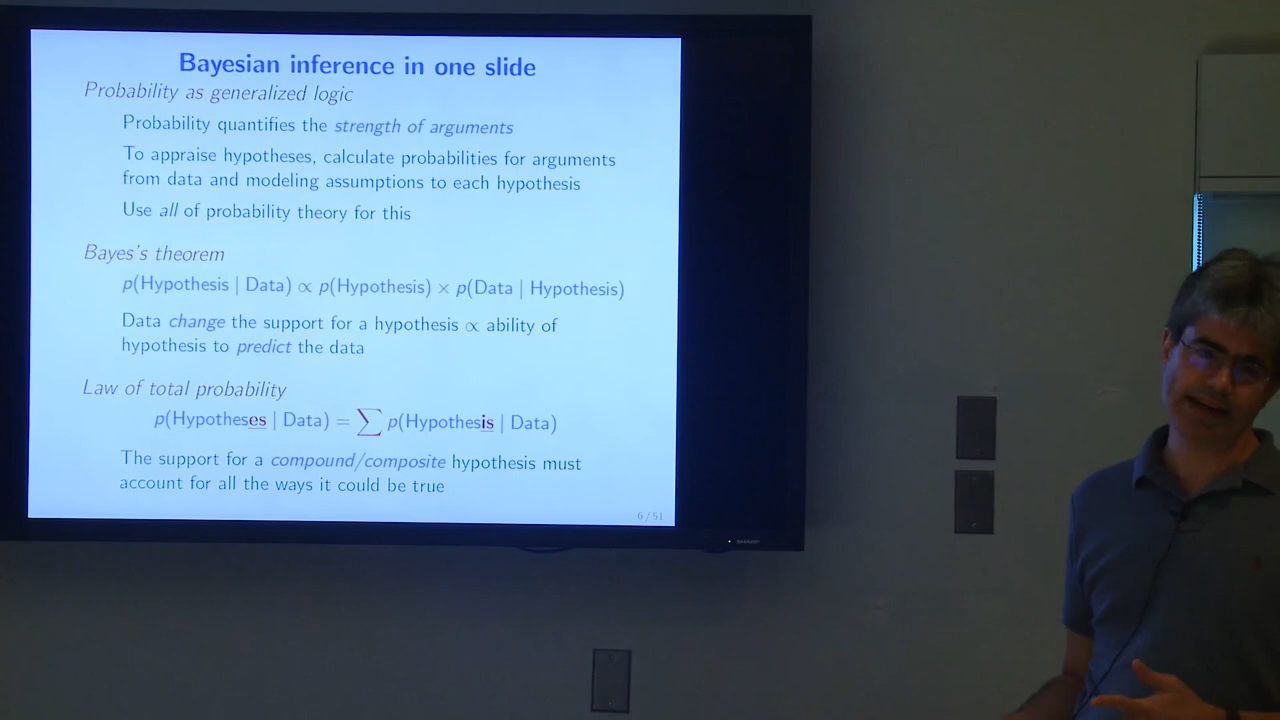 Bayesian inference in one slide
Probability as generalized logic
Probability quantifies the strength of arguments
To appraise hypotheses, calculate probabilities for arguments
from data and modeling assumptions to each hypothesis
Use all of probability theory for this
Bayes's theorem
p(Hypothesis | Data) ∝ p(Hypothesis) × p(Data | Hypothesis)
Data change the support for a hypothesis ∝ ability of
hypothesis to predict the data
Law of total probability
p(Hypotheses | Data) = ∑ p(Hypothesis | Data)
The support for a compound/composite hypothesis must
account for all the ways it could be true
6 / 51
SHARP